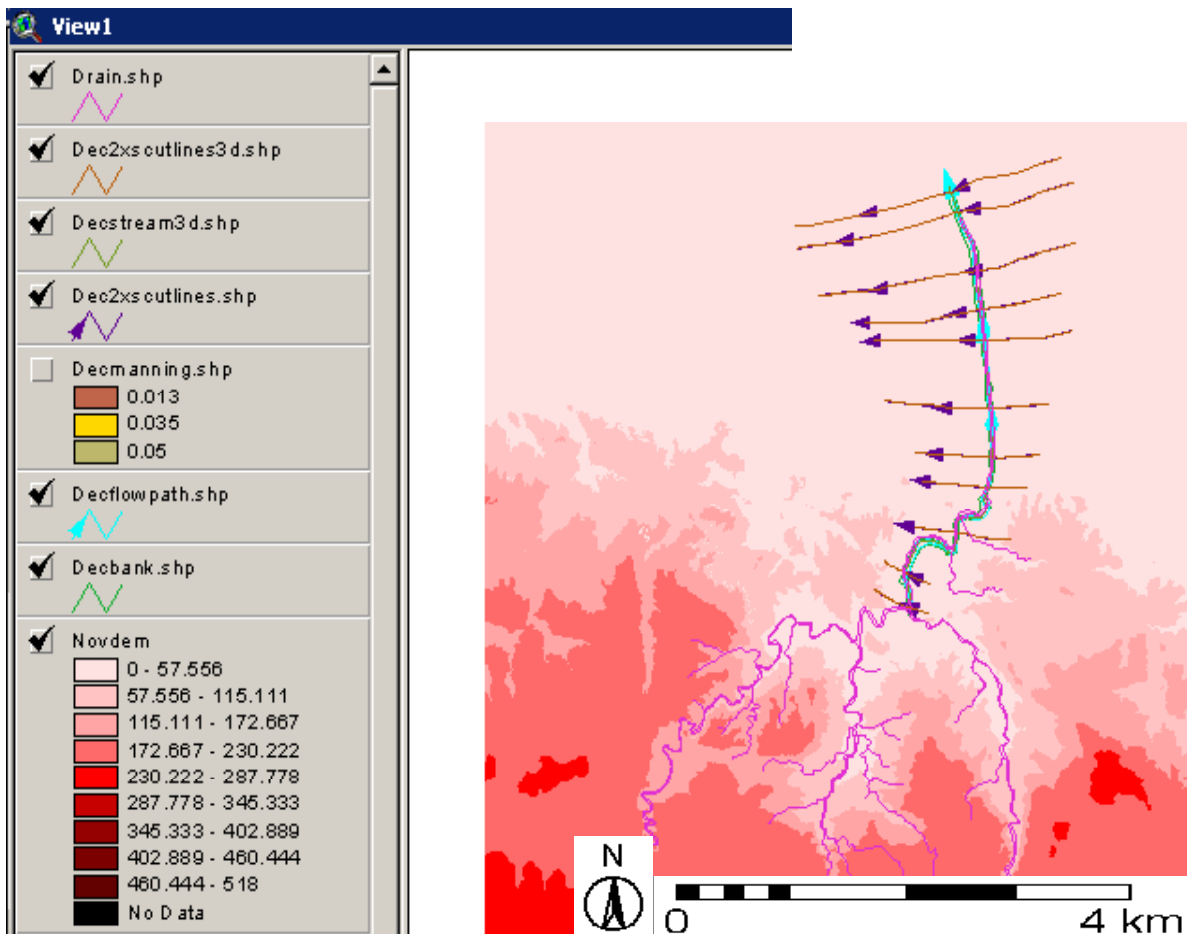 View1
Drain.shp
Dec2xscutlines3d.shp
Decstream3d.shp
Dec2xscutlines.shp
Decmanning.shp
0.013
0.035
0.05
Decflowpath.shp
Decbank.shp
Novdem
0 - 57.556
57.556 - 115.111
115.111 - 172.667
172.667 - 230.222
230.222 - 287.778
287.778 - 345.333
345.333 - 402.889
402.889 - 460.444
460.444 - 518
No Data
N
0 4 km